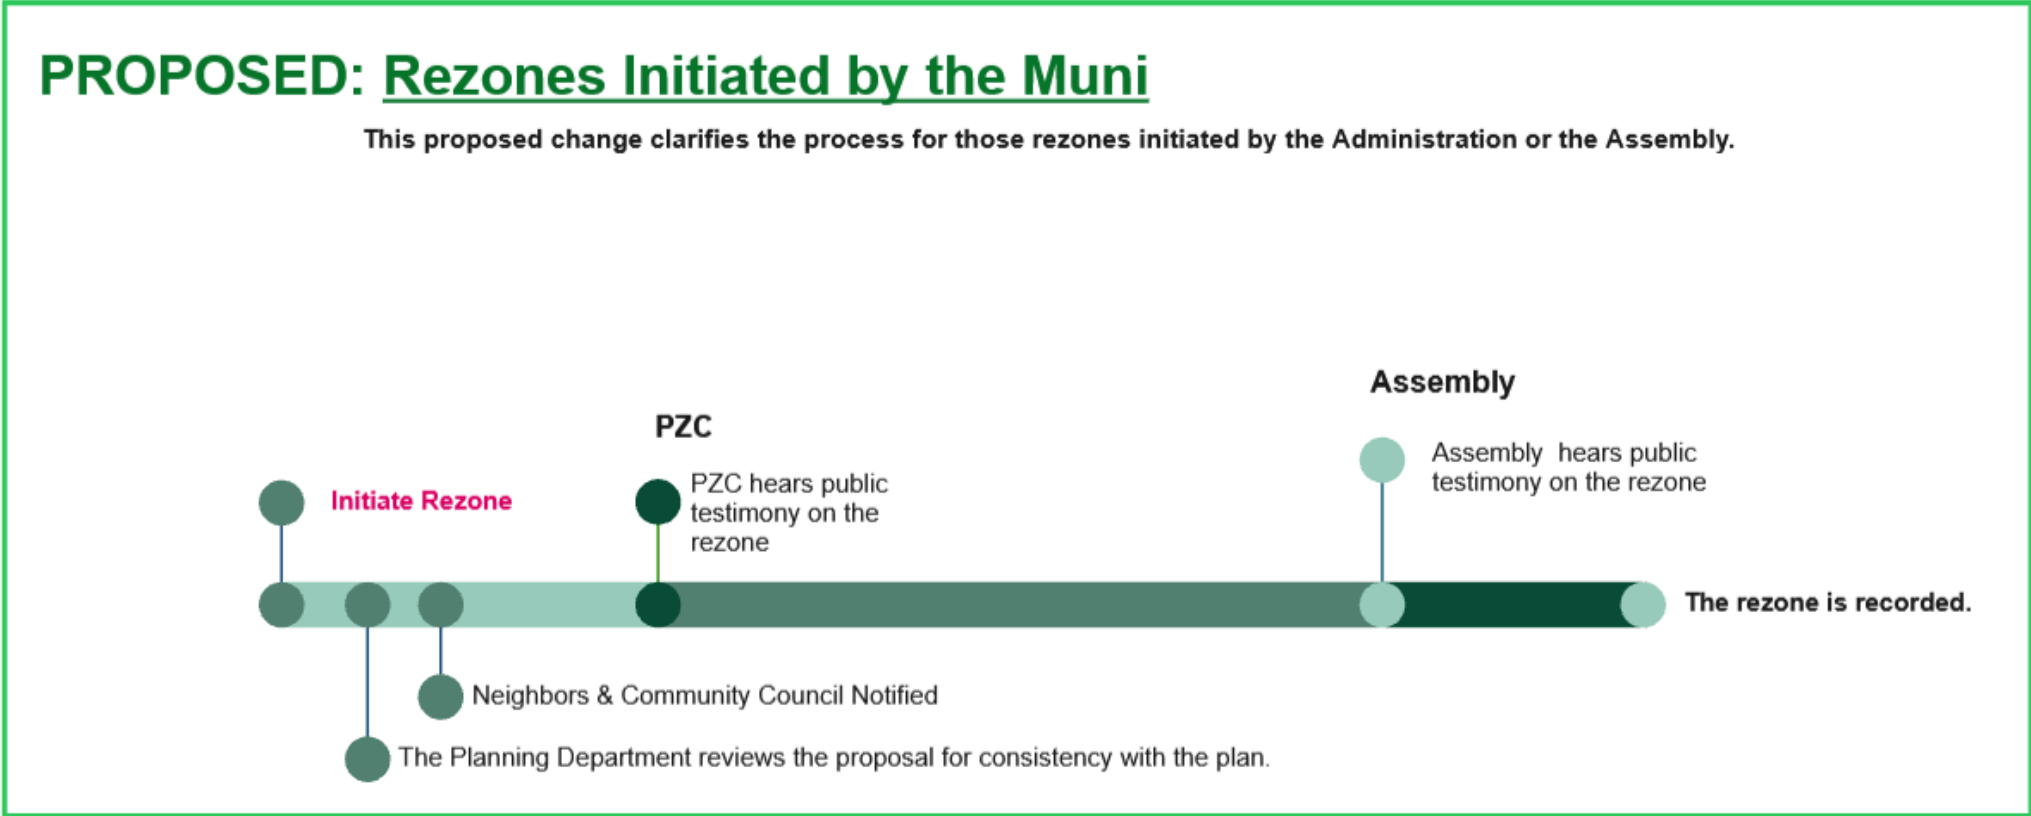 PROPOSED: Rezones Initiated by the Muni
This proposed change clarifies the process for those rezones initiated by the Administration or the Assembly.
Initiate Rezone
PZC
PZC hears public
testimony on the
rezone
Assembly
Assembly  hears public
testimony on the rezone
The rezone is recorded.
Neighbors & Community Council Notified
The Planning Department reviews the proposal for consistency with the plan.